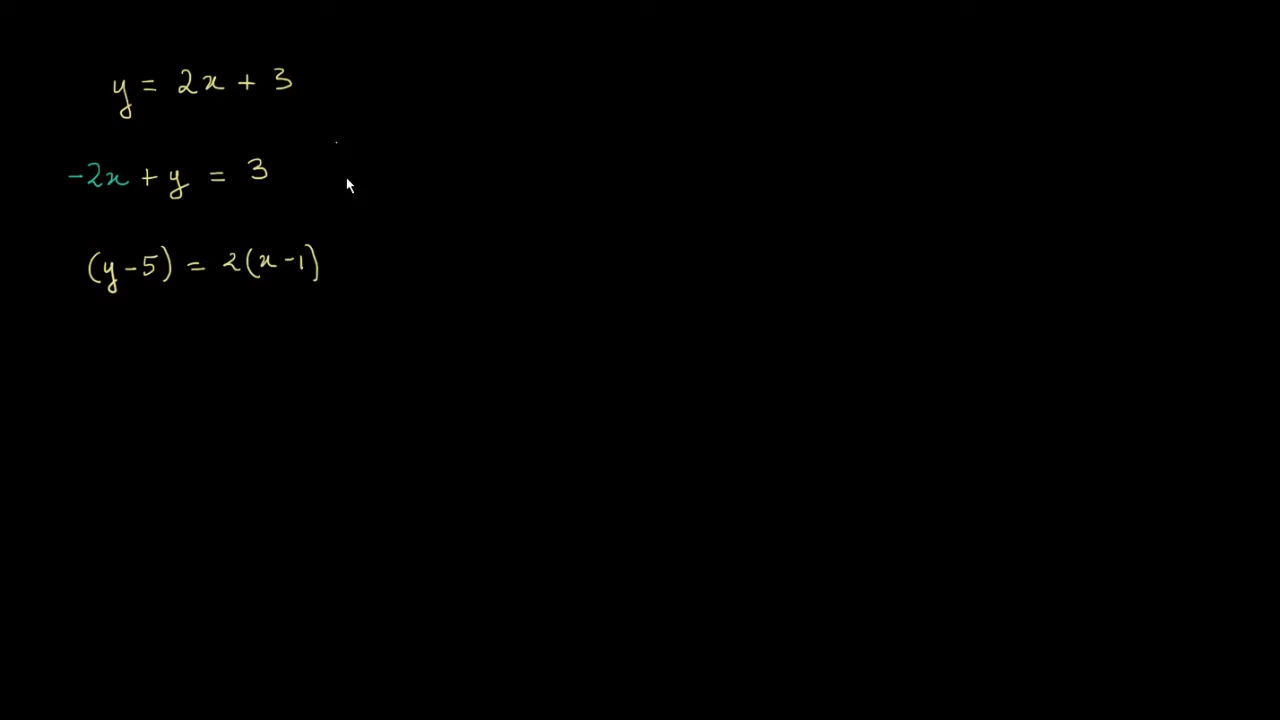 y = 2x + 3
-2x + y = 3
(y-5) = 2(x-1)